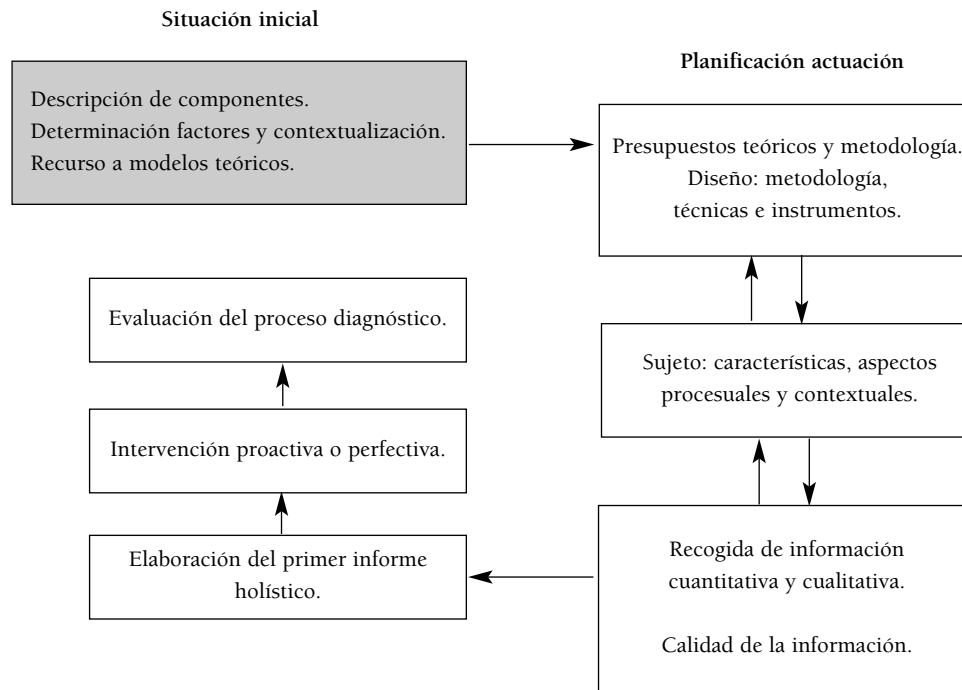 Situación inicial
Descripción de componentes.
Determinación factores y contextualización.
Recurso a modelos teóricos.
Planificación actuación
Presupuestos teóricos y metodología.
Diseño: metodología,
técnicas e instrumentos.
Sujeto: características, aspectos
procesuales y contextuales.
Recogida de información
cuantitativa y cualitativa.
Calidad de la información.
Elaboración del primer informe
holístico.
Intervención proactiva o perfectiva.
Evaluación del proceso diagnóstico.